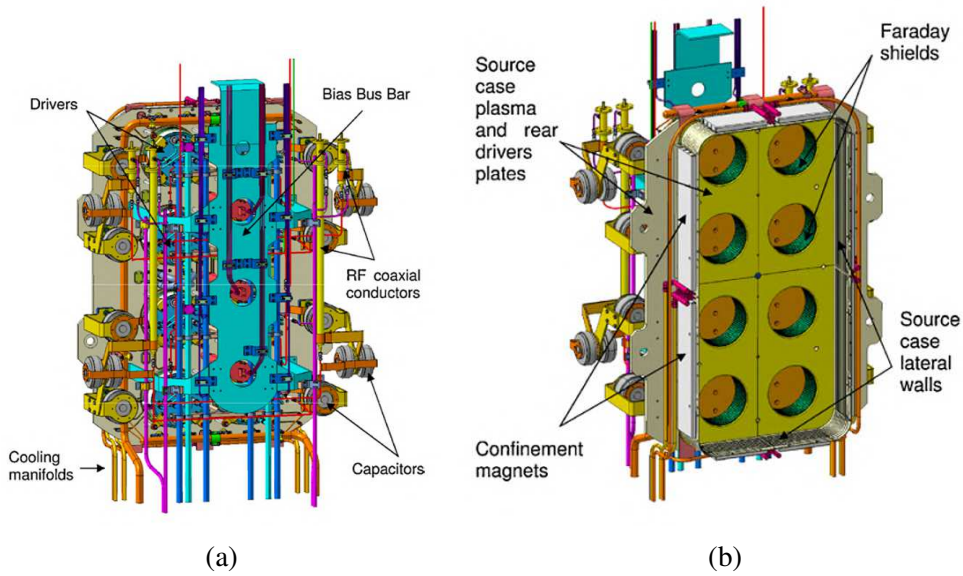 Drivers
Bias Bus Bar
RF coaxial
conductors
Cooling
manifolds
Capacitors
(a)
Faraday
shields
Source
case
plasma
and rear
drivers
plates
Source
case
lateral
walls
Confinement
magnets
(b)